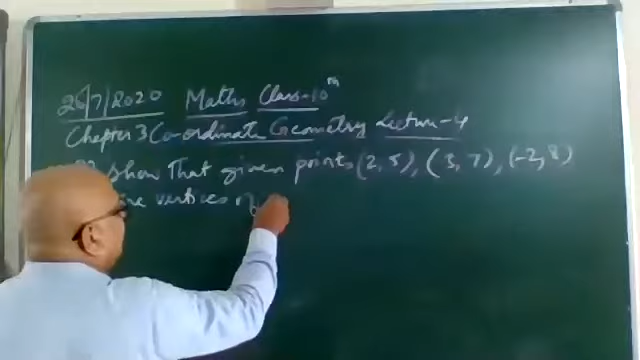 26/7/2020 Maths Class-10th
Chapter 3 Co-ordinate Geometry Lecture-4
show that given points (2, 5), (3, 7), (-2, 8)
vertices of